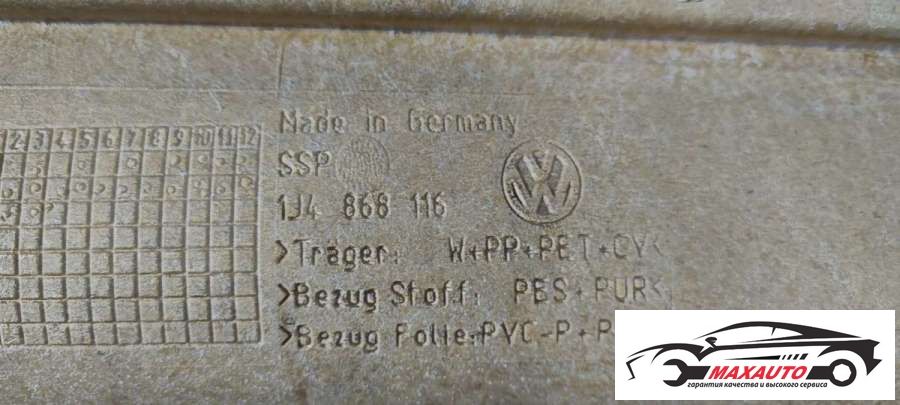 Made in Germany
2 3 4 5 6 7 8 9 10 11 12
SSP
VW
1J4 868 116
>Träger: W+PP+PET+CY<
>Bezug Stoff: PES+PUR<
>Bezug Folie:PVC-P+P
MAXAUTO
гарантия качества и высокого сервиса